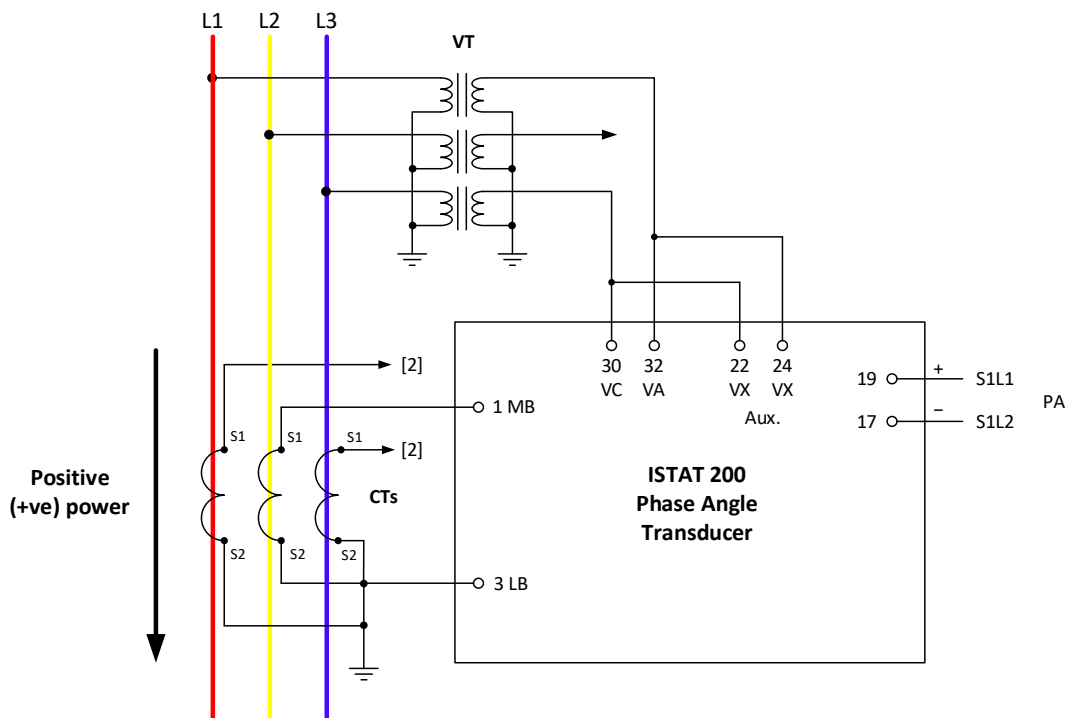 L1 L2 L3
VT
30 32 22 24
VC VA VX VX
Aux.
19 + S1L1
PA
17 − S1L2
[2]
1 MB
S1 S1 S1 [2]
Positive
(+ve) power
CTs
ISTAT 200
Phase Angle
Transducer
S2 S2 S2
3 LB